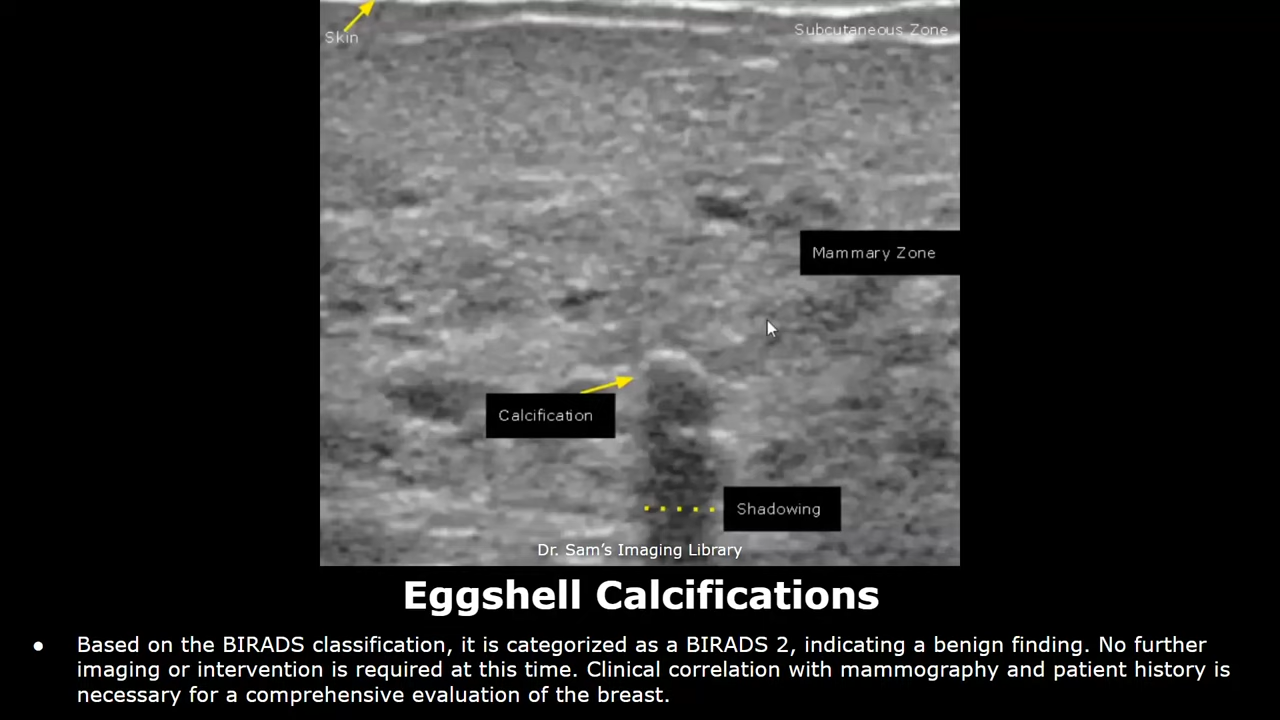 Skin
Subcutaneous Zone
Mammary Zone
Calcification
Shadowing
Dr. Sam’s Imaging Library
Eggshell Calcifications
● Based on the BIRADS classification, it is categorized as a BIRADS 2, indicating a benign finding. No further
imaging or intervention is required at this time. Clinical correlation with mammography and patient history is
necessary for a comprehensive evaluation of the breast.